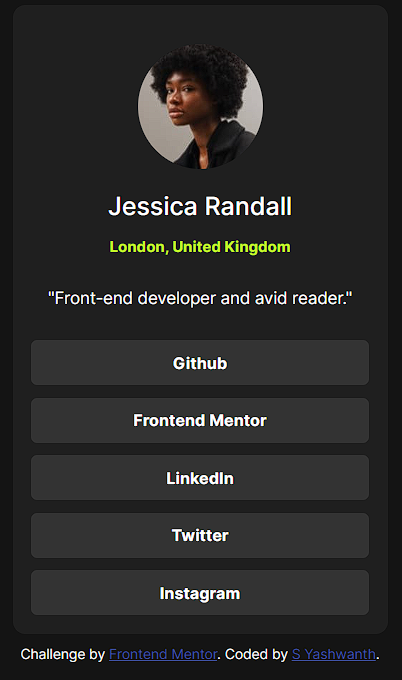 Jessica Randall
London, United Kingdom
"Front-end developer and avid reader."
Github
Frontend Mentor
LinkedIn
Twitter
Instagram
Challenge by Frontend Mentor. Coded by S Yashwanth.